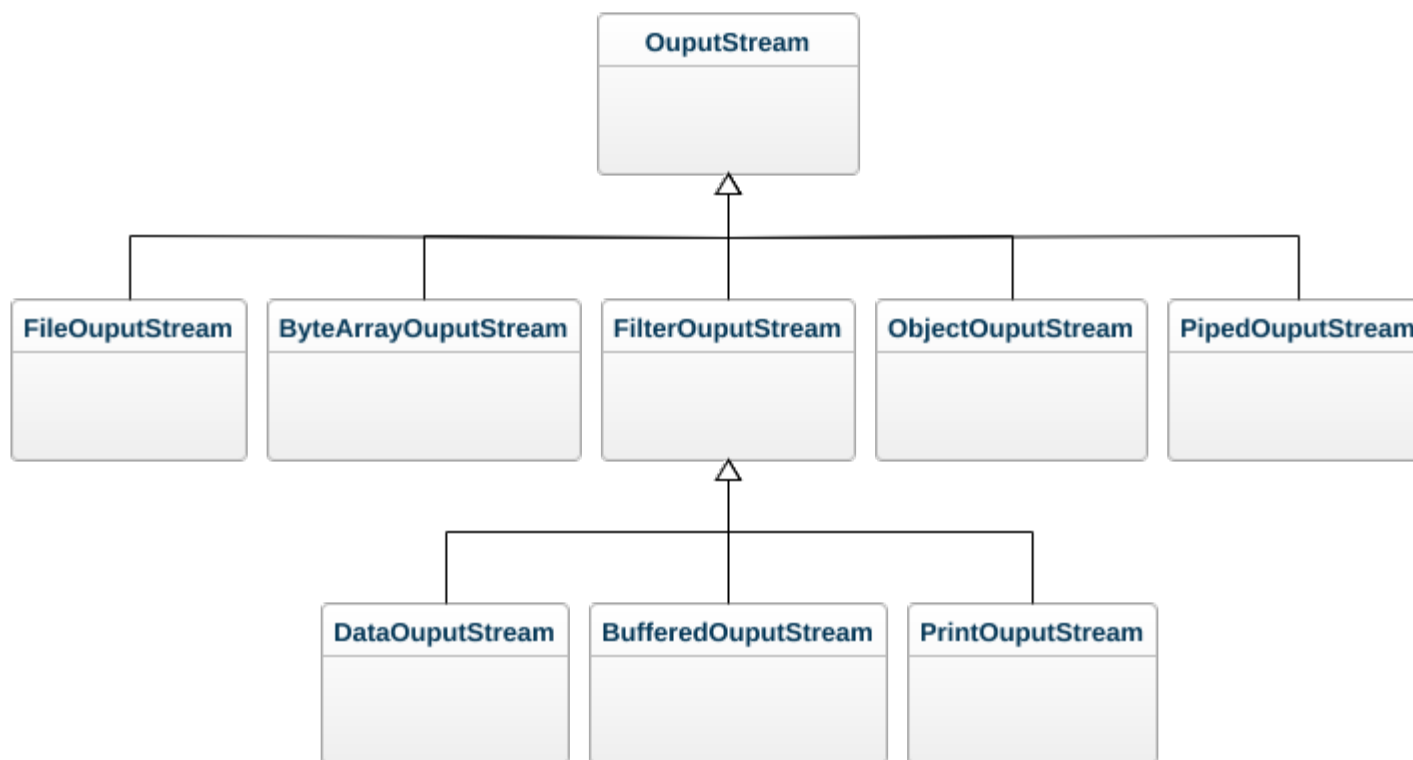 OuputStream
FileOuputStream
ByteArrayOuputStream
FilterOuputStream
ObjectOuputStream
PipedOuputStream
DataOuputStream
BufferedOuputStream
PrintOuputStream